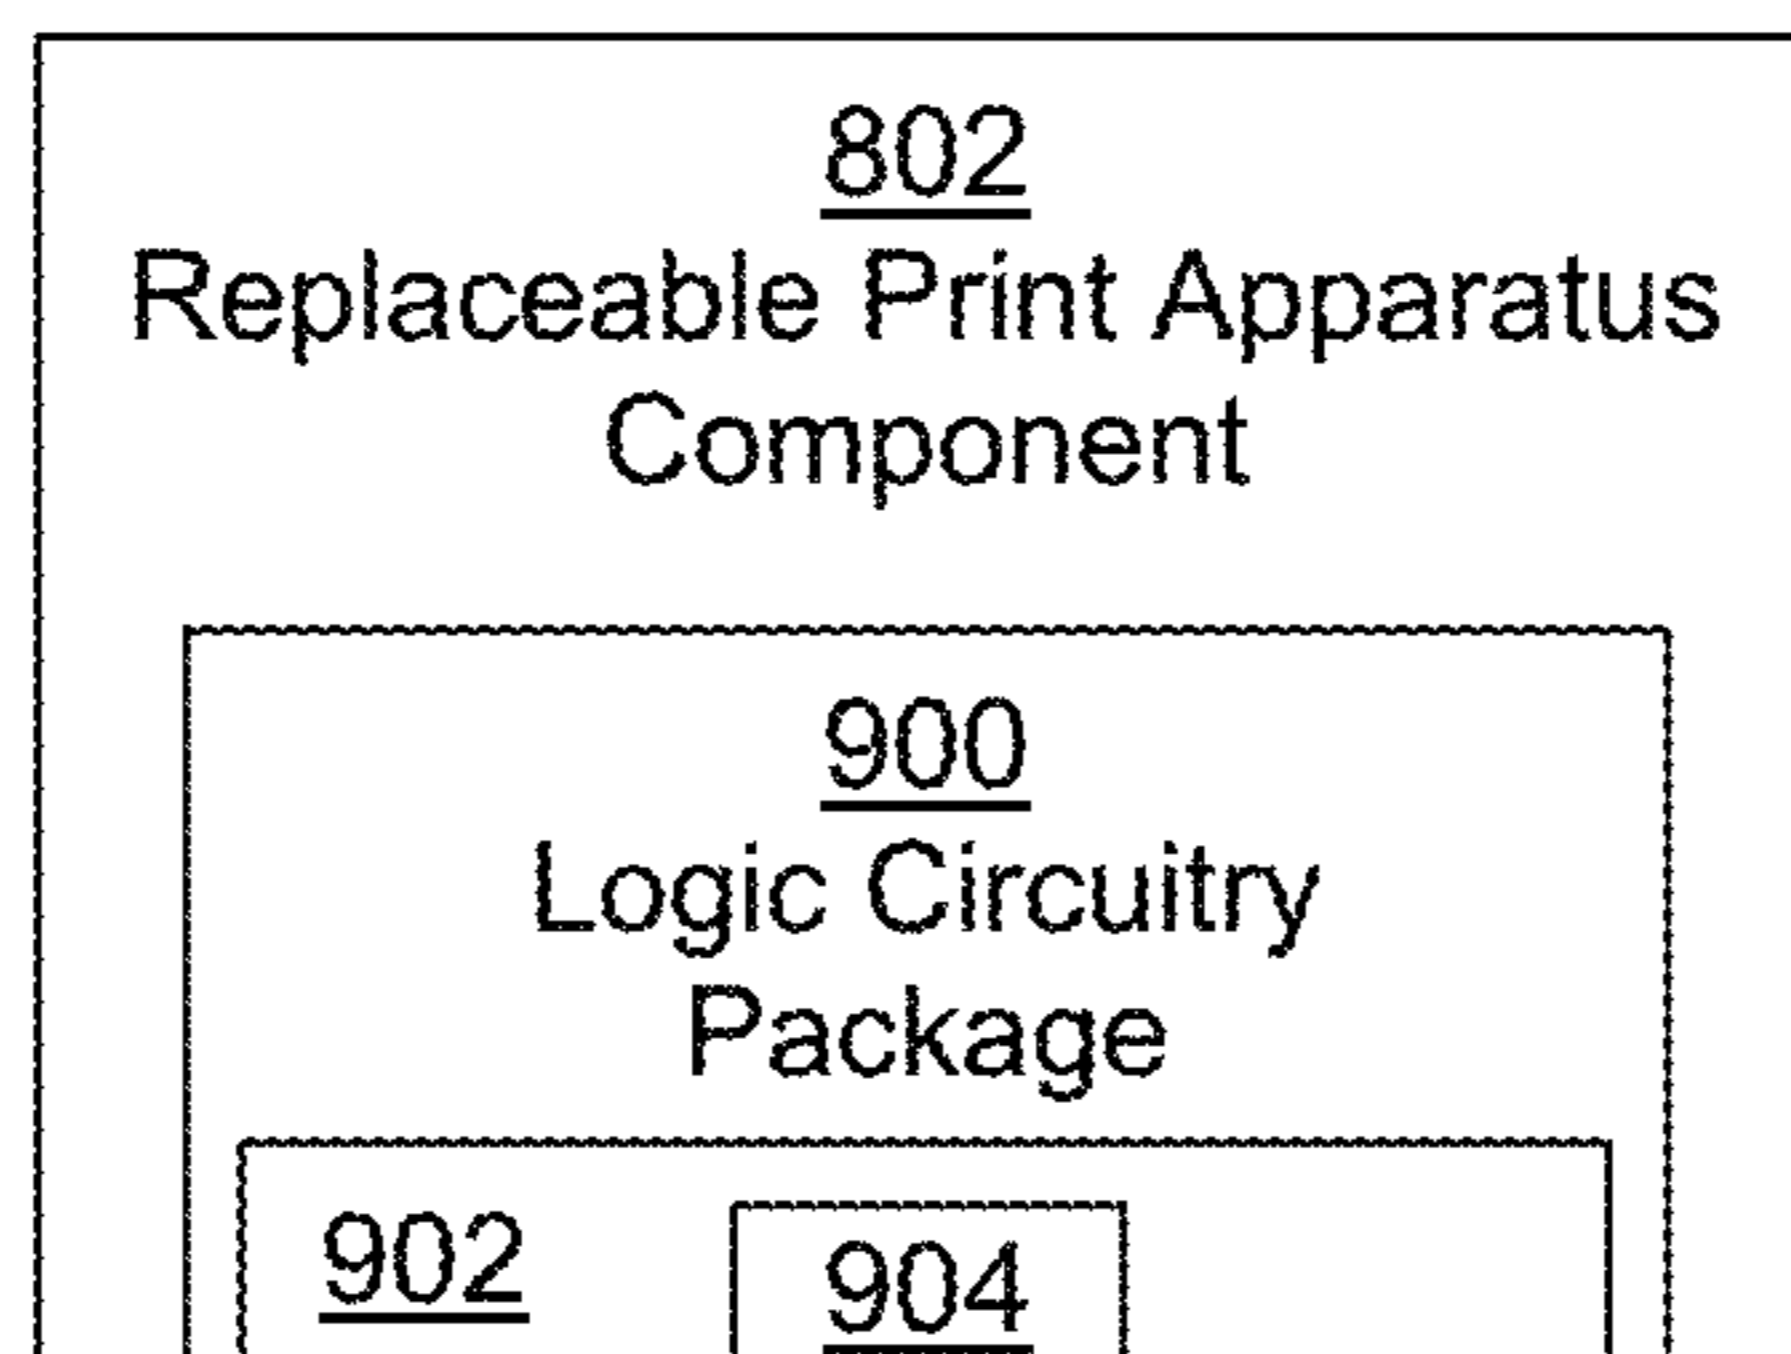 802
Replaceable Print Apparatus
Component
900
Logic Circuitry
Package
902
904